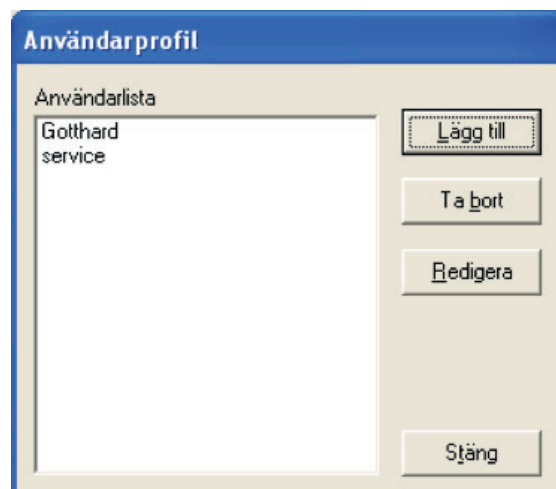 Användarprofil
Användarlista
Gotthard
service
Lägg till
Ta bort
Redigera
Stäng